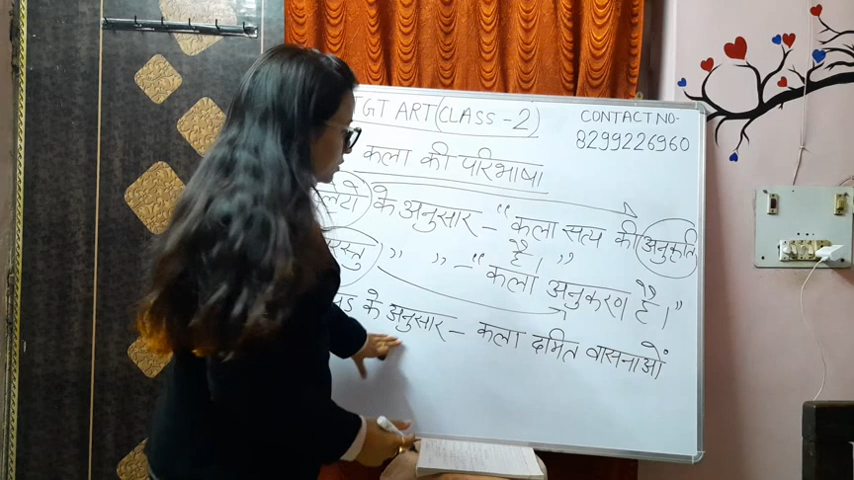 TGT ART (CLASS-2)
CONTACT NO-
8299226960
कला की परिभाषा
के अनुसार - "कला सत्य की अनुकृति
है।"
" " - "कला अनुकरण है।"
के अनुसार - कला दमित वासनाओं